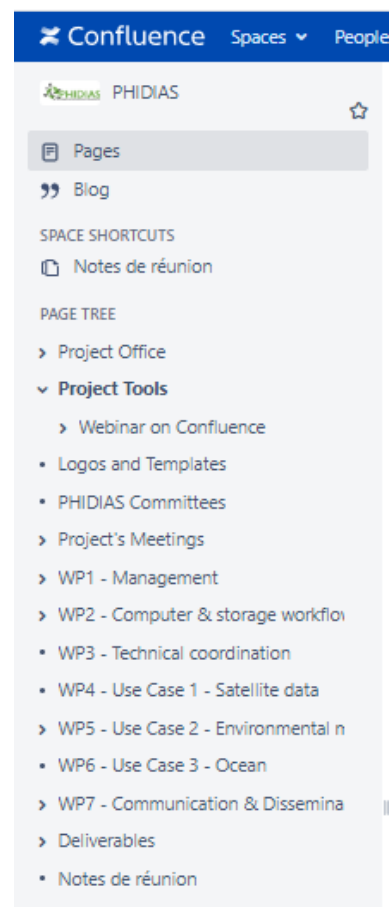 Confluence Spaces People
PHIDIAS PHIDIAS
Pages
Blog
SPACE SHORTCUTS
Notes de réunion
PAGE TREE
Project Office
Project Tools
Webinar on Confluence
Logos and Templates
PHIDIAS Committees
Project's Meetings
WP1 - Management
WP2 - Computer & storage workflov
WP3 - Technical coordination
WP4 - Use Case 1 - Satellite data
WP5 - Use Case 2 - Environmental n
WP6 - Use Case 3 - Ocean
WP7 - Communication & Dissemina
Deliverables
Notes de réunion